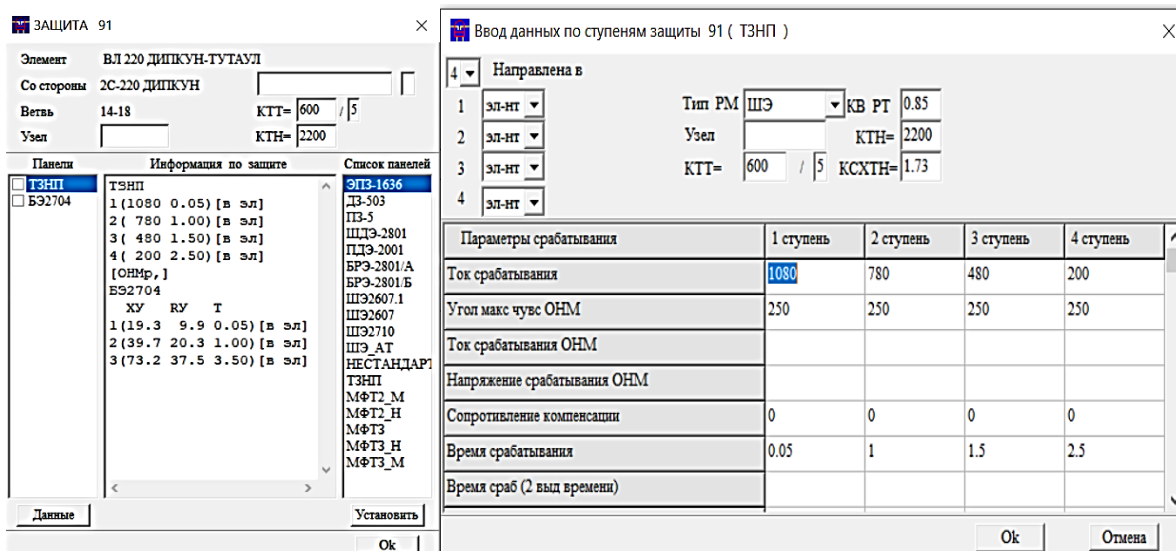 ЗАЩИТА 91
Элемент ВЛ 220 ДИПКУН-ТУТАУЛ
Со стороны 2С-220 ДИПКУН
Ветвь 14-18 КТТ= 600 / 5
Узел КТН= 2200
Панели Информация по защите Список панелей
ТЗНП
БЭ2704
ТЗНП
1(1080 0.05)[в эл]
2( 780 1.00)[в эл]
3( 480 1.50)[в эл]
4( 200 2.50)[в эл]
[ОНМр,]
БЭ2704
ХУ RУ Т
1(19.3 9.9 0.05)[в эл]
2(39.7 20.3 1.00)[в эл]
3(73.2 37.5 3.50)[в эл]
ЭПЗ-1636
ДЗ-503
ПЗ-5
ШДЭ-2801
ПДЭ-2001
БРЭ-2801/А
БРЭ-2801/Б
ШЭ2607.1
ШЭ2607
ШЭ2710
ШЭ_АТ
НЕСТАНДАРТ
ТЗНП
МФТ2_М
МФТ2_Н
МФТЗ
МФТЗ_Н
МФТЗ_М
Данные Установить
Ok
Ввод данных по ступеням защиты 91 ( ТЗНП )
4 Направлена в
1 эл-нт Тип РМ ШЭ КВ РТ 0.85
2 эл-нт Узел КТН= 2200
3 эл-нт КТТ= 600 / 5 КСХТН= 1.73
4 эл-нт
Параметры срабатывания 1 ступень 2 ступень 3 ступень 4 ступень
Ток срабатывания 1080 780 480 200
Угол макс чувс ОНМ 250 250 250 250
Ток срабатывания ОНМ
Напряжение срабатывания ОНМ
Сопротивление компенсации 0 0 0 0
Время срабатывания 0.05 1 1.5 2.5
Время сраб (2 выд времени)
Ok Отмена